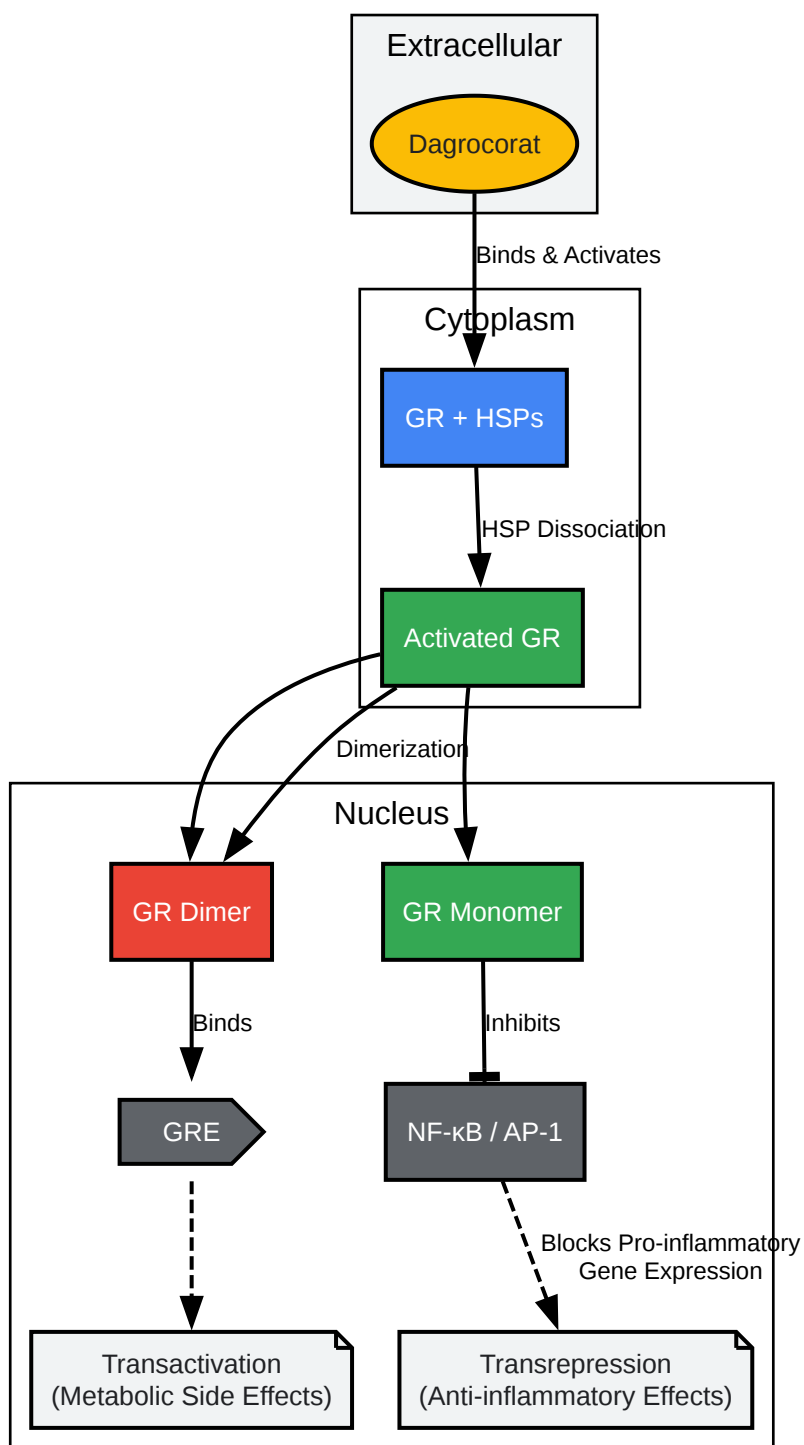 Extracellular
Dagrocorat
Binds & Activates
Cytoplasm
GR + HSPs
HSP Dissociation
Activated GR
Dimerization
Nucleus
GR Dimer
GR Monomer
Binds
Inhibits
GRE
NF-κB / AP-1
Blocks Pro-inflammatory
Gene Expression
Transactivation
(Metabolic Side Effects)
Transrepression
(Anti-inflammatory Effects)